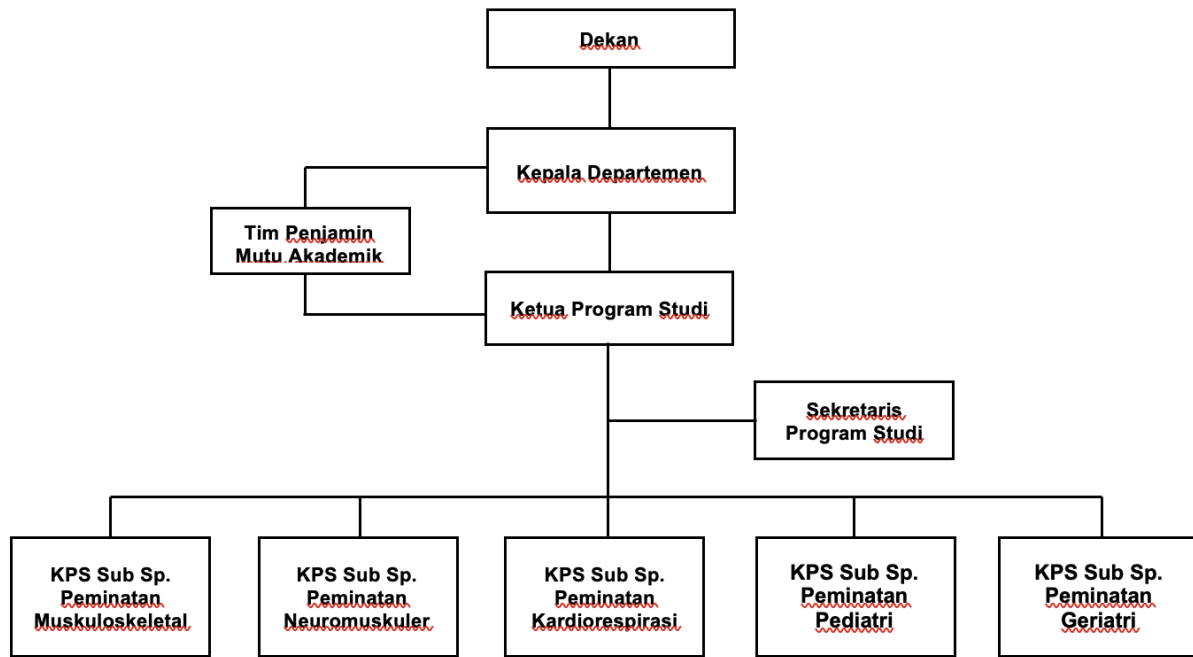 Dekan
Kepala Departemen
Tim Penjamin
Mutu Akademik
Ketua Program Studi
Sekretaris
Program Studi
KPS Sub Sp.
Peminatan
Muskuloskeletal
KPS Sub Sp.
Peminatan
Neuromuskuler
KPS Sub Sp.
Peminatan
Kardiorespirasi
KPS Sub Sp.
Peminatan
Pediatri
KPS Sub Sp.
Peminatan
Geriatri